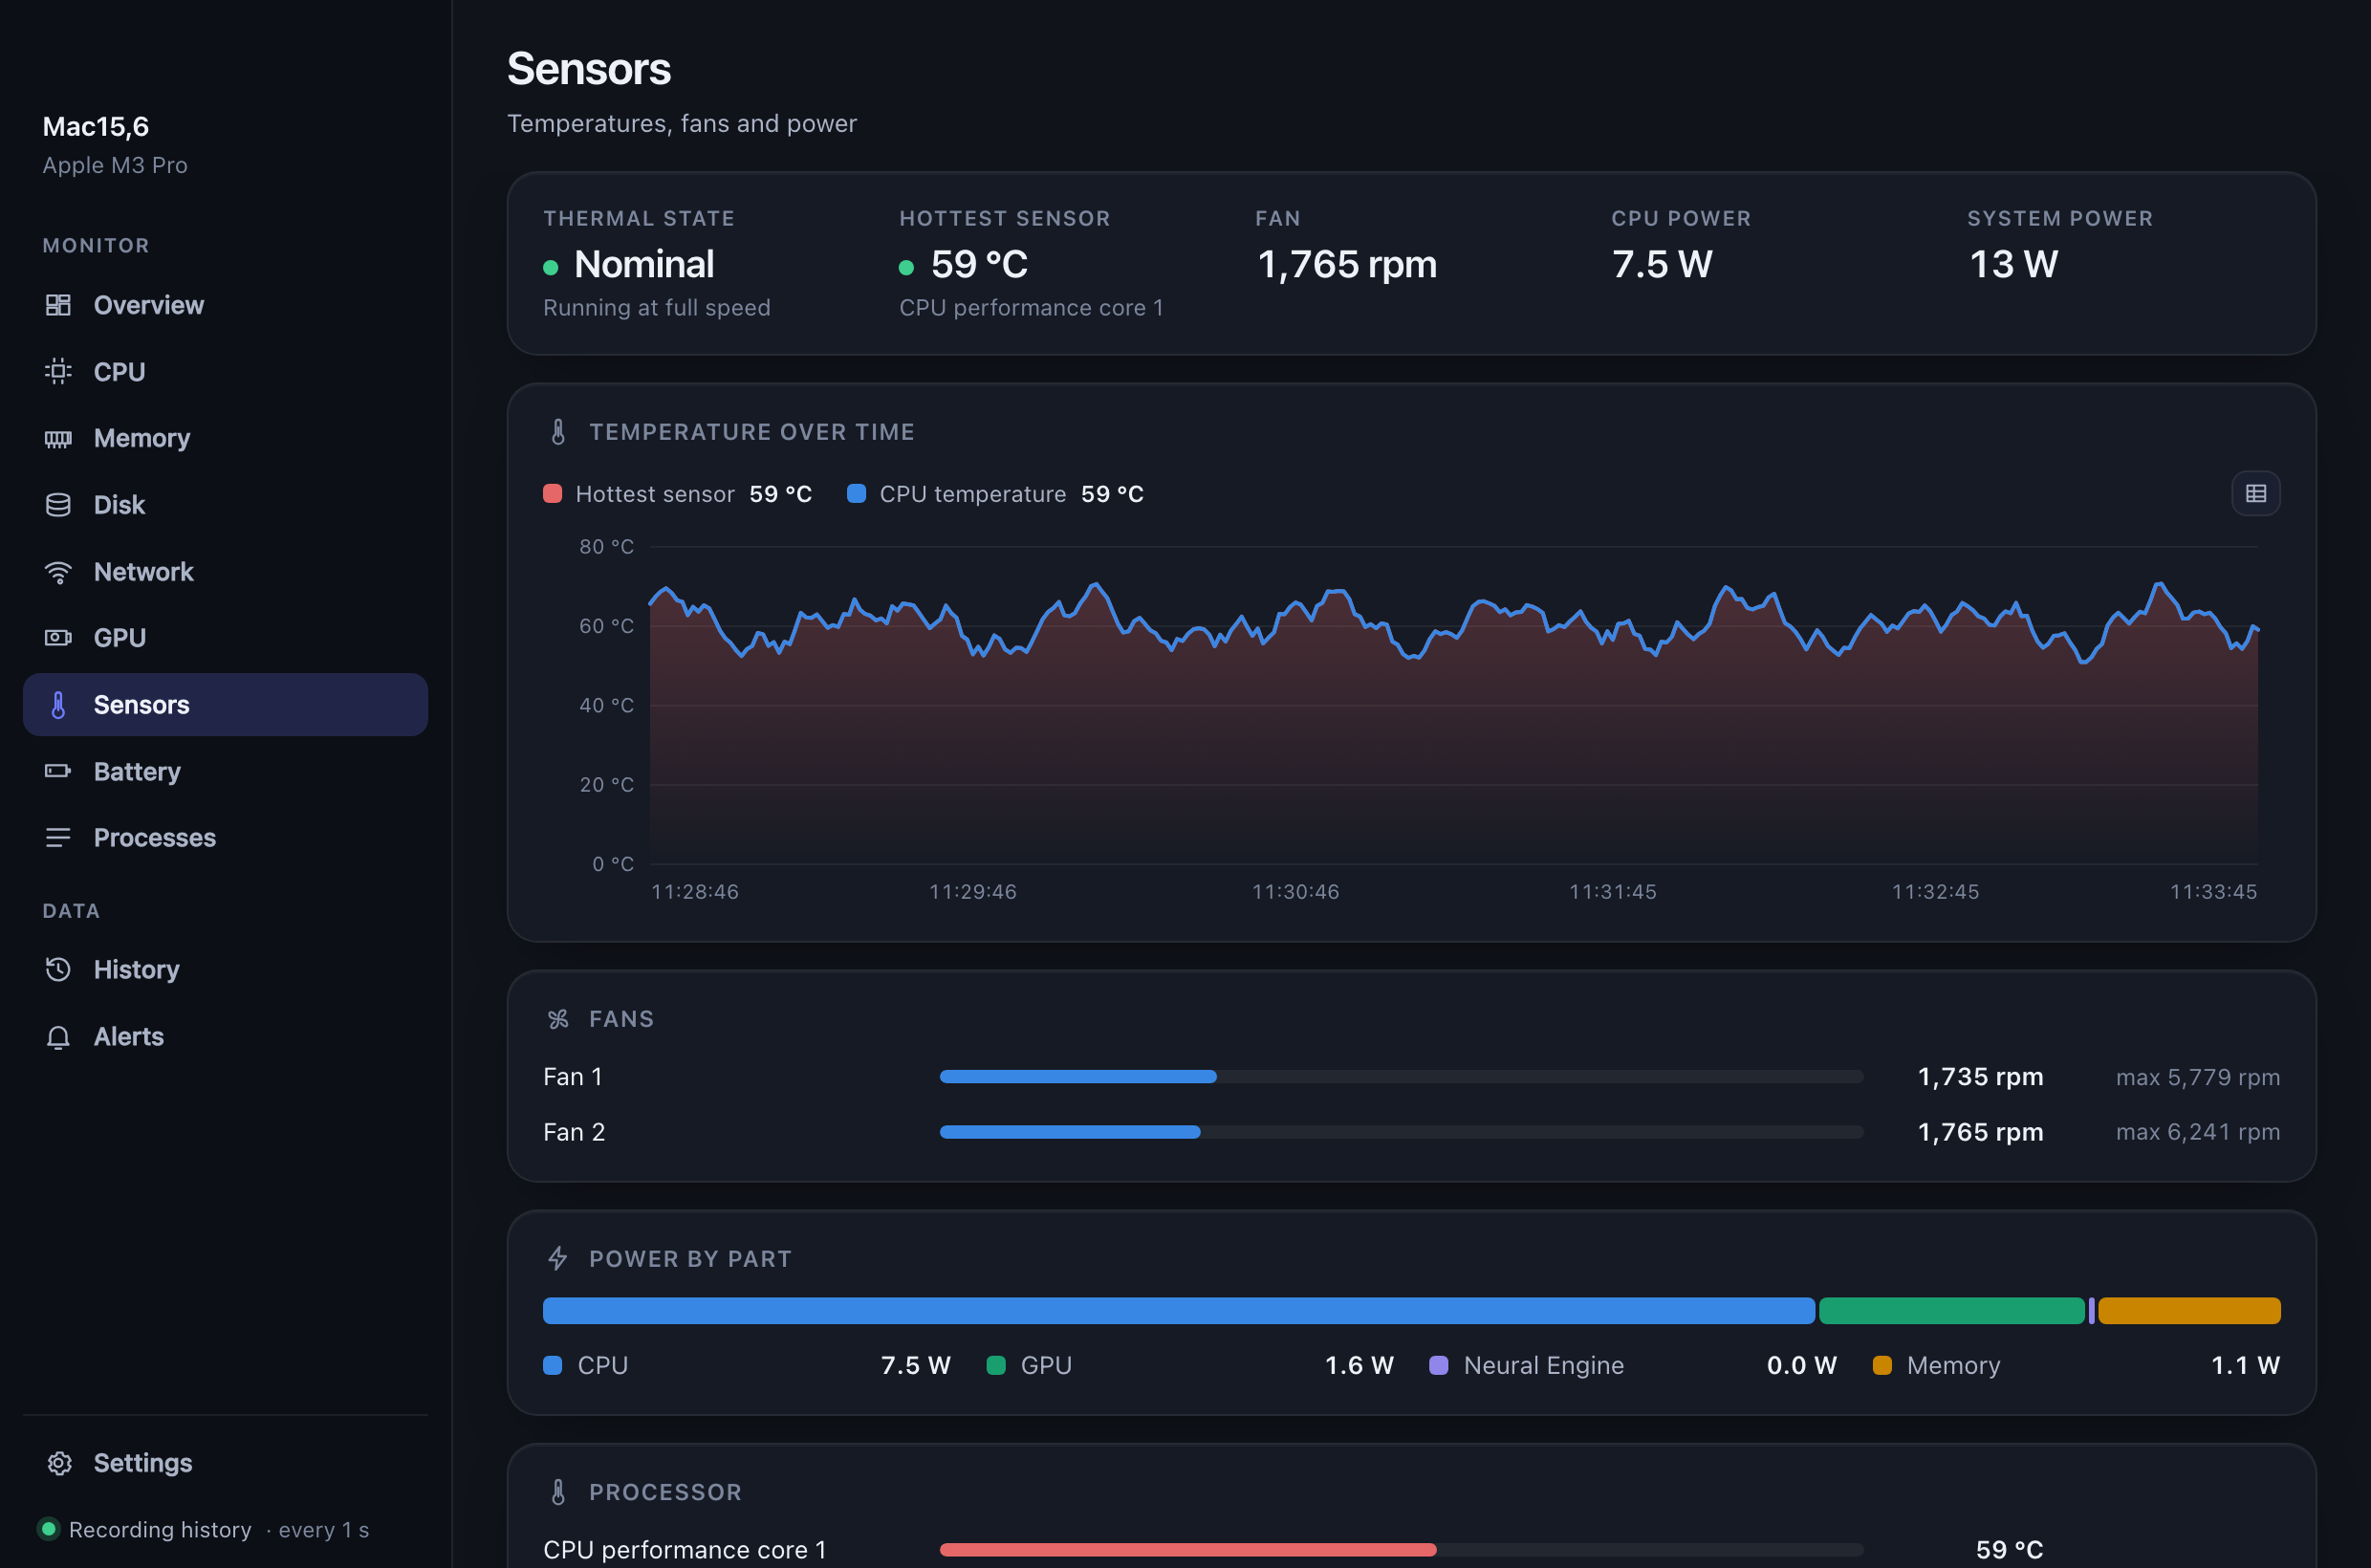 Mac15,6
Apple M3 Pro
MONITOR
Overview
CPU
Memory
Disk
Network
GPU
Sensors
Battery
Processes
DATA
History
Alerts
Settings
Recording history · every 1 s
Sensors
Temperatures, fans and power
THERMAL STATE
Nominal
Running at full speed
HOTTEST SENSOR
59 °C
CPU performance core 1
FAN
1,765 rpm
CPU POWER
7.5 W
SYSTEM POWER
13 W
TEMPERATURE OVER TIME
Hottest sensor 59 °C CPU temperature 59 °C
80 °C
60 °C
40 °C
20 °C
0 °C
11:28:46 11:29:46 11:30:46 11:31:45 11:32:45 11:33:45
FANS
Fan 1 1,735 rpm max 5,779 rpm
Fan 2 1,765 rpm max 6,241 rpm
POWER BY PART
CPU 7.5 W GPU 1.6 W Neural Engine 0.0 W Memory 1.1 W
PROCESSOR
CPU performance core 1 59 °C